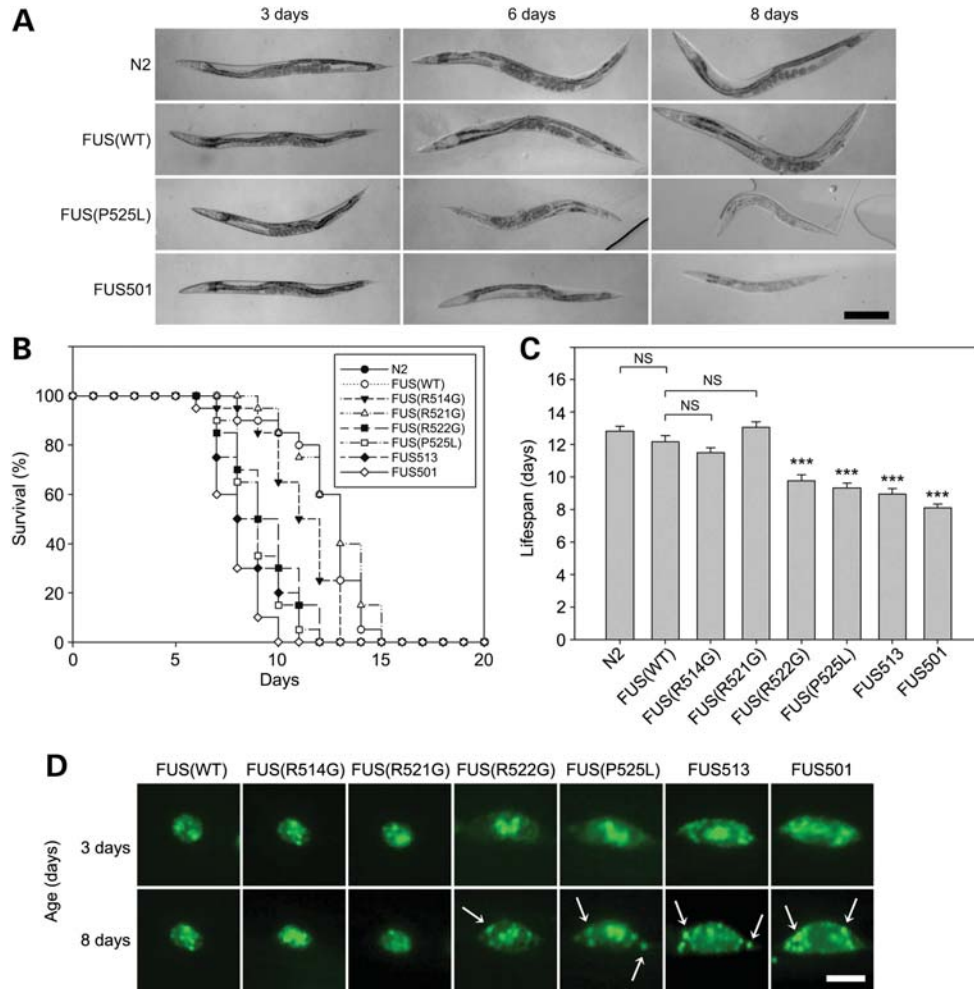 A
3 days 6 days 8 days
N2
FUS(WT)
FUS(P525L)
FUS501
B
Survival (%)
100
80
60
40
20
0
0 5 10 15 20
Days
N2
FUS(WT)
FUS(R514G)
FUS(R521G)
FUS(R522G)
FUS(P525L)
FUS513
FUS501
C
Lifespan (days)
16
14
12
10
8
6
4
2
0
NS
NS
NS
*** *** *** ***
N2 FUS(WT) FUS(R514G) FUS(R521G) FUS(R522G) FUS(P525L) FUS513 FUS501
D
FUS(WT) FUS(R514G) FUS(R521G) FUS(R522G) FUS(P525L) FUS513 FUS501
Age (days)
3 days
8 days